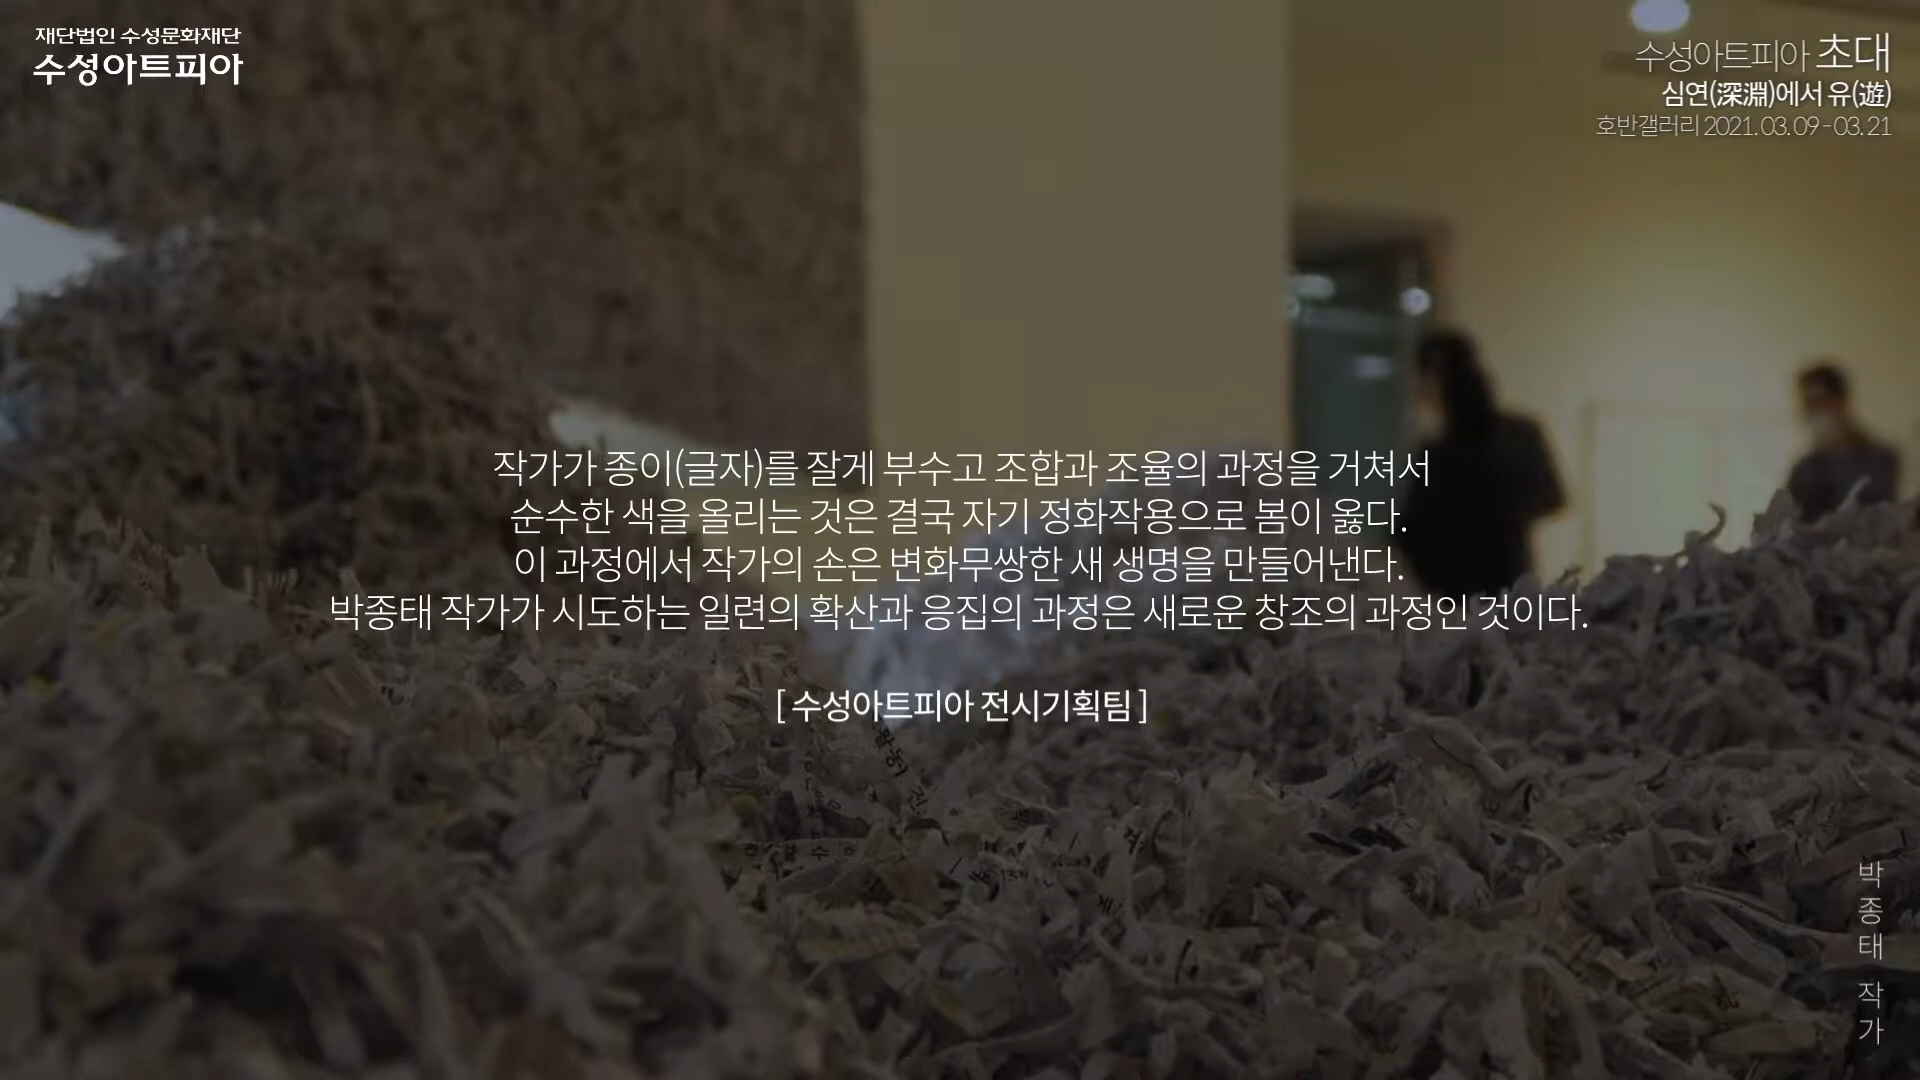 재단법인 수성문화재단
수성아트피아
수성아트피아 초대
심연(深淵)에서 유(遊)
호반갤러리 2021. 03. 09 - 03. 21
작가가 종이(글자)를 잘게 부수고 조합과 조율의 과정을 거쳐서
순수한 색을 올리는 것은 결국 자기 정화작용으로 봄이 옳다.
이 과정에서 작가의 손은 변화무쌍한 새 생명을 만들어낸다.
박종태 작가가 시도하는 일련의 확산과 응집의 과정은 새로운 창조의 과정인 것이다.
[ 수성아트피아 전시기획팀 ]
박종태 작가